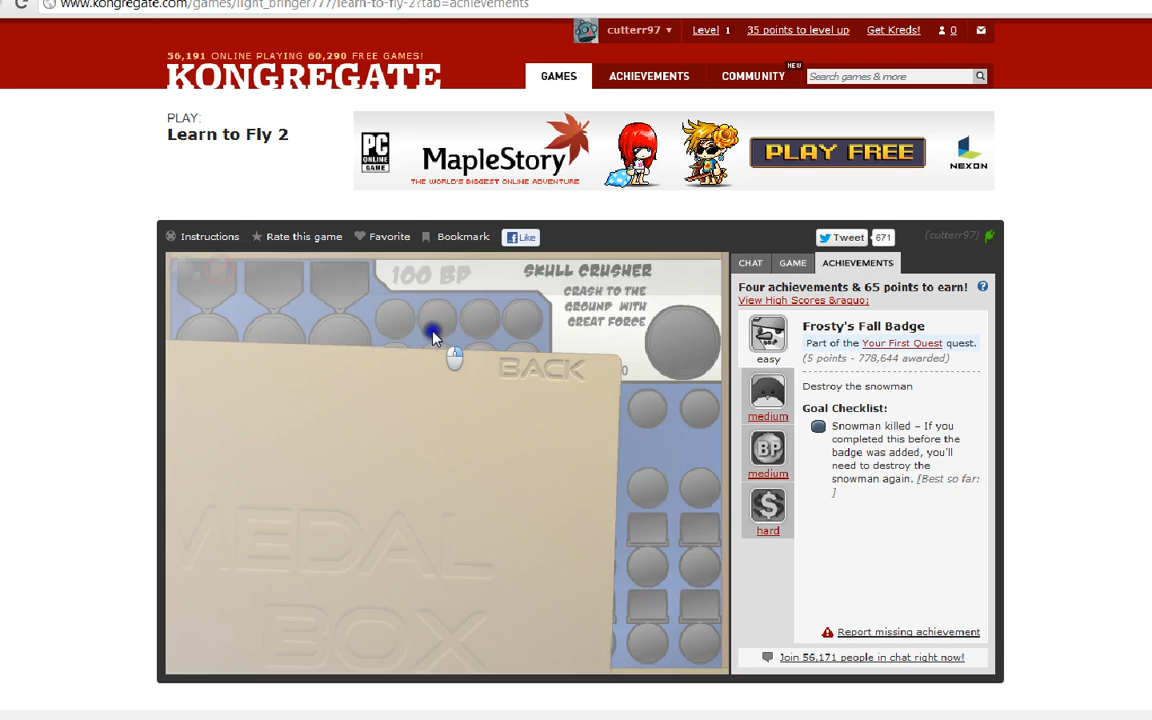 www.kongregate.com/games/light_bringer777/learn-to-fly-2?tab=achievements
cutterr97 Level 1 35 points to level up Get Kreds! 0
56,191 ONLINE PLAYING 60,290 FREE GAMES!
KONGREGATE
GAMES ACHIEVEMENTS COMMUNITY NEW Search games & more
PLAY:
Learn to Fly 2
PC ONLINE GAME
MapleStory
THE WORLD'S BIGGEST ONLINE ADVENTURE
PLAY FREE
NEXON
Instructions Rate this game Favorite Bookmark Like Tweet 671 (cutterr97)
CHAT GAME ACHIEVEMENTS
100 BP
SKULL CRUSHER
CRASH TO THE
GROUND WITH
GREAT FORCE
0
BACK
MEDAL
BOX
Four achievements & 65 points to earn! ?
View High Scores &raquo;
easy
medium
BP
medium
$
hard
Frosty's Fall Badge
Part of the Your First Quest quest.
(5 points - 778,644 awarded)
Destroy the snowman
Goal Checklist:
Snowman killed – If you
completed this before the
badge was added, you'll
need to destroy the
snowman again. [Best so far:
]
Report missing achievement
Join 56,171 people in chat right now!